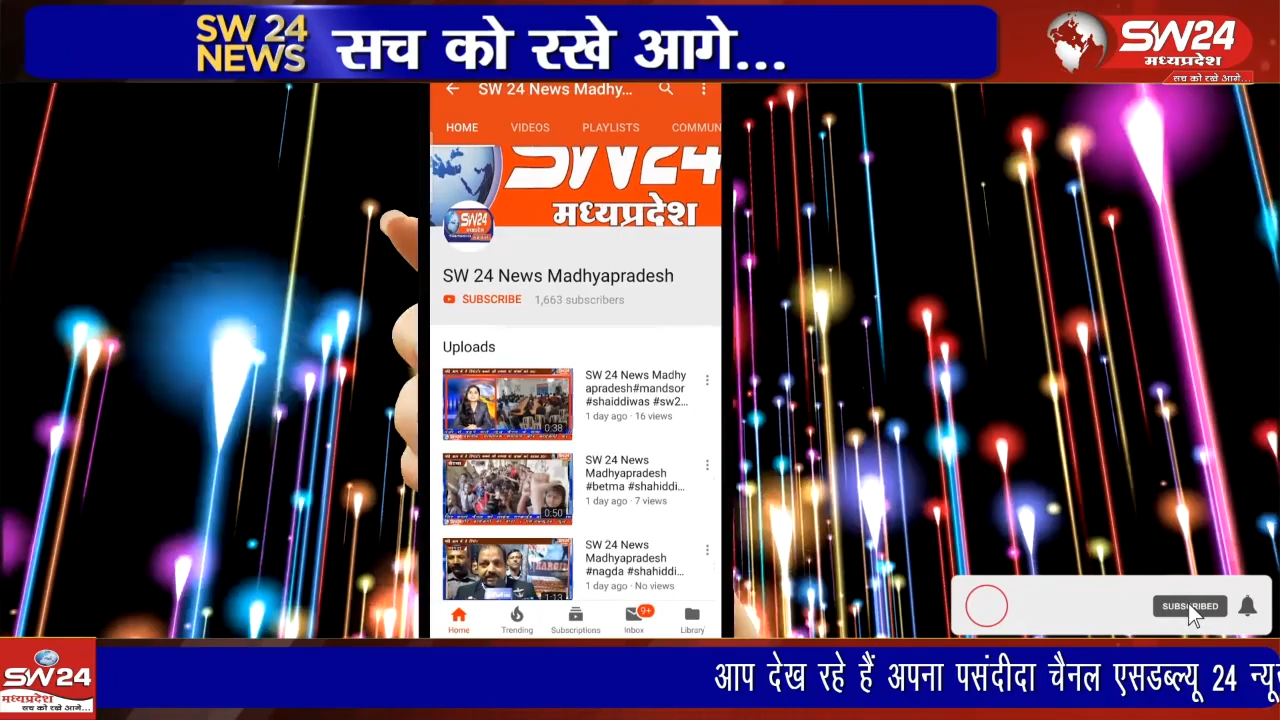 SW 24
NEWS
सच को रखे आगे...
SW24
मध्यप्रदेश
सच को रखे आगे...
SW 24 News Madhy...
HOME VIDEOS PLAYLISTS COMMUN
SW24
मध्यप्रदेश
SW24
SW 24 News Madhyapradesh
SUBSCRIBE 1,663 subscribers
Uploads
SW 24 News Madhy
apradesh#mandsor
#shaiddiwas #sw2...
1 day ago · 16 views
0:38
SW 24 News
Madhyapradesh
#betma #shahiddi...
1 day ago · 7 views
0:50
SW 24 News
Madhyapradesh
#nagda #shahiddi...
1 day ago · No views
1:13
9+
Home Trending Subscriptions Inbox Library
SUBSCRIBED
SW24
मध्यप्रदेश
सच को रखे आगे...
आप देख रहे हैं अपना पसंदीदा चैनल एसडब्ल्यू 24 न्यू